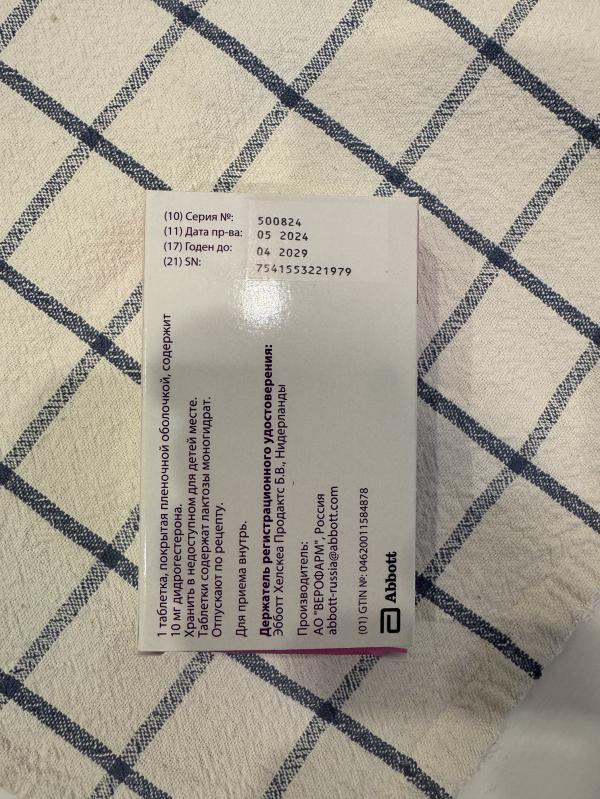 (10) Серия №: 500824
(11) Дата пр-ва: 05 2024
(17) Годен до: 04 2029
(21) SN: 7541553221979
1 таблетка, покрытая пленочной оболочкой, содержит
10 мг дидрогестерона.
Хранить в недоступном для детей месте.
Таблетки содержат лактозы моногидрат.
Отпускают по рецепту.
Для приема внутрь.
Держатель регистрационного удостоверения:
Эбботт Хелскеа Продактс Б.В., Нидерланды
Производитель:
АО "ВЕРОФАРМ", Россия
abbott-russia@abbott.com
(01) GTIN №: 04620011584878
Abbott